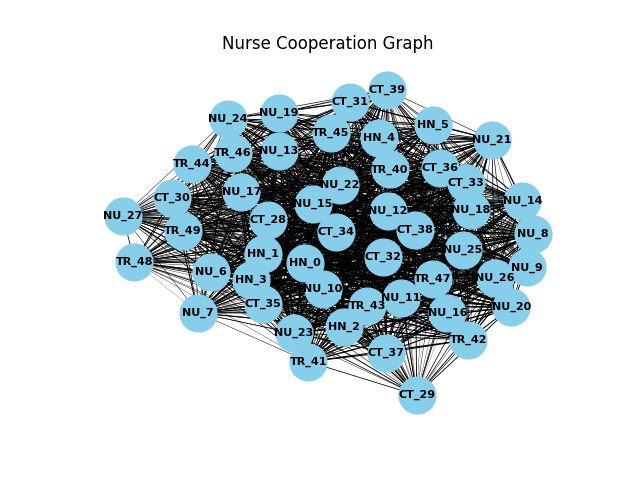 Nurse Cooperation Graph
CT_39
CT_31
NU_19
NU_24
HN_5
TR_45
HN_4
NU_21
TR_46
NU_13
TR_44
TR_40
CT_36
CT_33
NU_22
NU_17
CT_30
NU_14
NU_15
NU_12
NU_18
NU_27
CT_28
TR_49
CT_34
CT_38
NU_8
NU_25
HN_1
CT_32
TR_48
HN_0
NU_9
NU_6
HN_3
TR_47
NU_26
NU_10
NU_11
CT_35
TR_43
NU_20
NU_7
NU_16
HN_2
NU_23
TR_42
CT_37
TR_41
CT_29